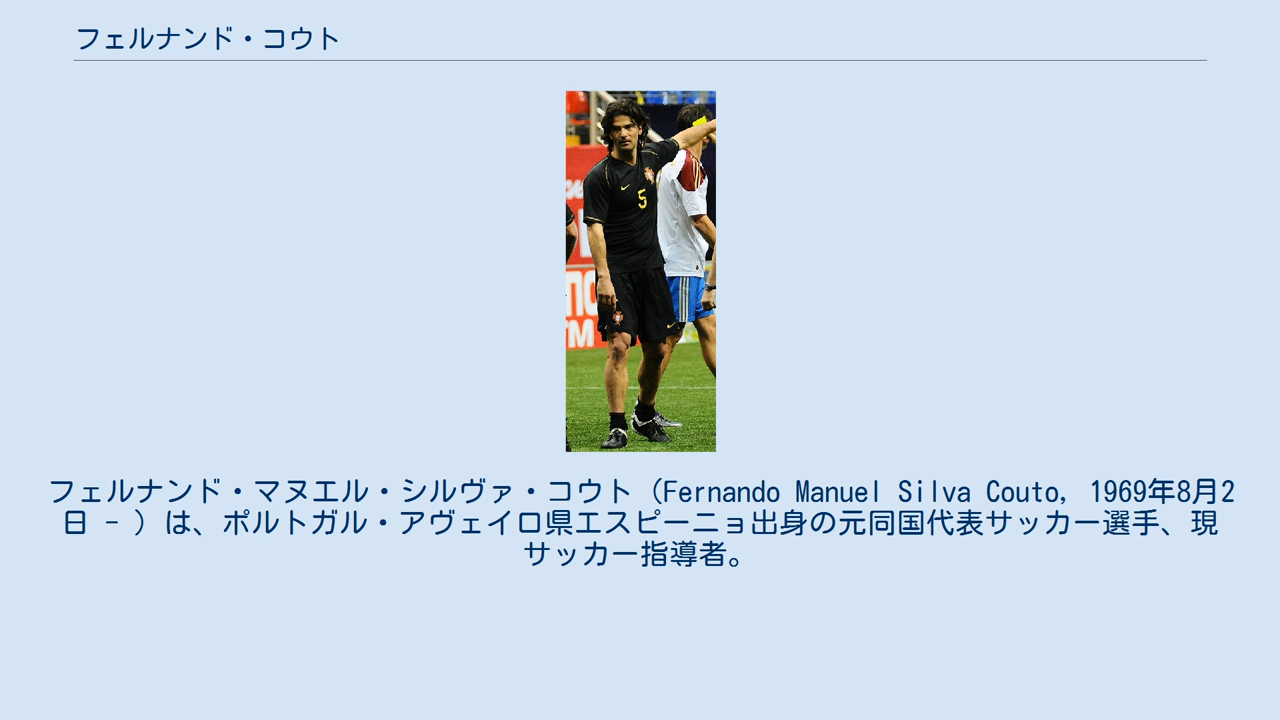 フェルナンド・コウト
5
TM
フェルナンド・マヌエル・シルヴァ・コウト（Fernando Manuel Silva Couto, 1969年8月2
日 - ）は、ポルトガル・アヴェイロ県エスピーニョ出身の元同国代表サッカー選手、現
サッカー指導者。